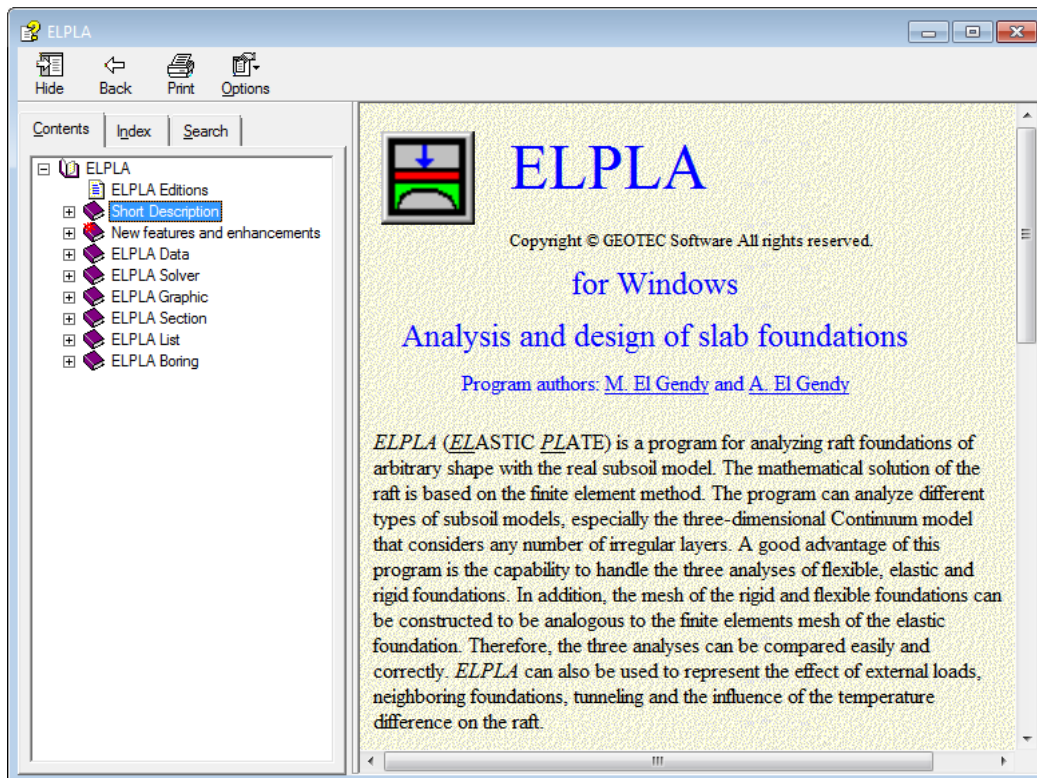 ELPLA
Hide Back Print Options
Contents Index Search
ELPLA
ELPLA Editions
Short Description
New features and enhancements
ELPLA Data
ELPLA Solver
ELPLA Graphic
ELPLA Section
ELPLA List
ELPLA Boring
ELPLA
Copyright © GEOTEC Software All rights reserved.
for Windows
Analysis and design of slab foundations
Program authors: M. El Gendy and A. El Gendy
ELPLA (ELASTIC PLATE) is a program for analyzing raft foundations of
arbitrary shape with the real subsoil model. The mathematical solution of the
raft is based on the finite element method. The program can analyze different
types of subsoil models, especially the three-dimensional Continuum model
that considers any number of irregular layers. A good advantage of this
program is the capability to handle the three analyses of flexible, elastic and
rigid foundations. In addition, the mesh of the rigid and flexible foundations can
be constructed to be analogous to the finite elements mesh of the elastic
foundation. Therefore, the three analyses can be compared easily and
correctly. ELPLA can also be used to represent the effect of external loads,
neighboring foundations, tunneling and the influence of the temperature
difference on the raft.